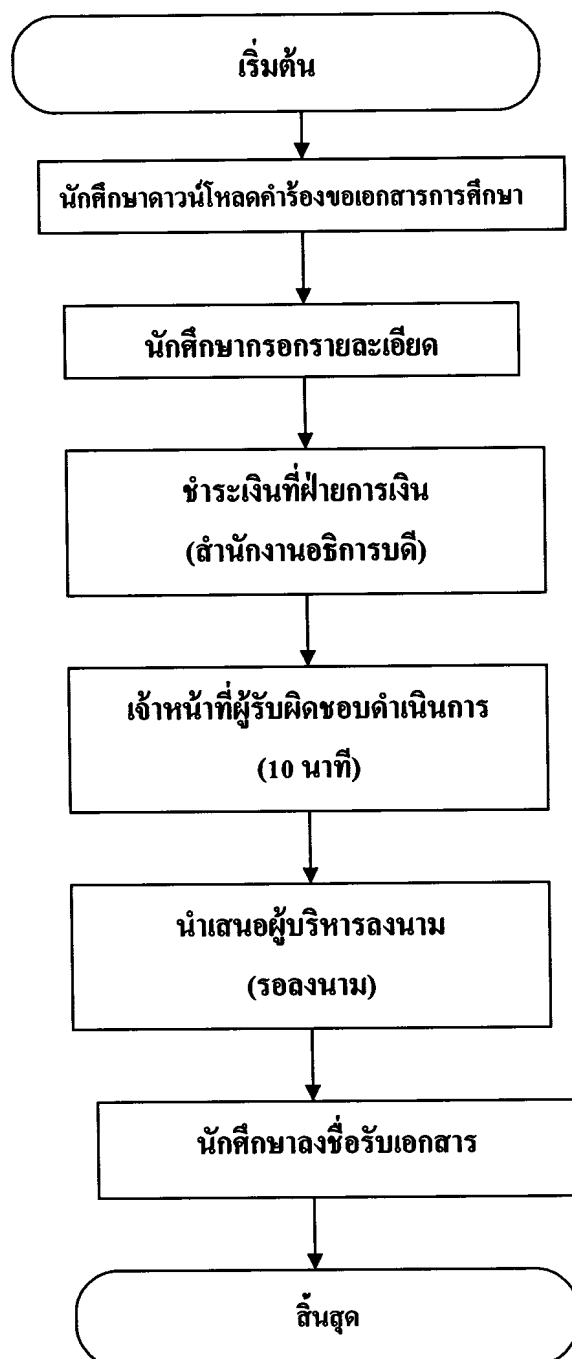 เริ่มต้น
นักศึกษาดาวน์โหลดคำร้องขอเอกสารการศึกษา
นักศึกษากรอกรายละเอียด
ชำระเงินที่ฝ่ายการเงิน
(สำนักงานอธิการบดี)
เจ้าหน้าที่ผู้รับผิดชอบดำเนินการ
(10 นาที)
นำเสนอผู้บริหารลงนาม
(รอลงนาม)
นักศึกษาลงชื่อรับเอกสาร
สิ้นสุด